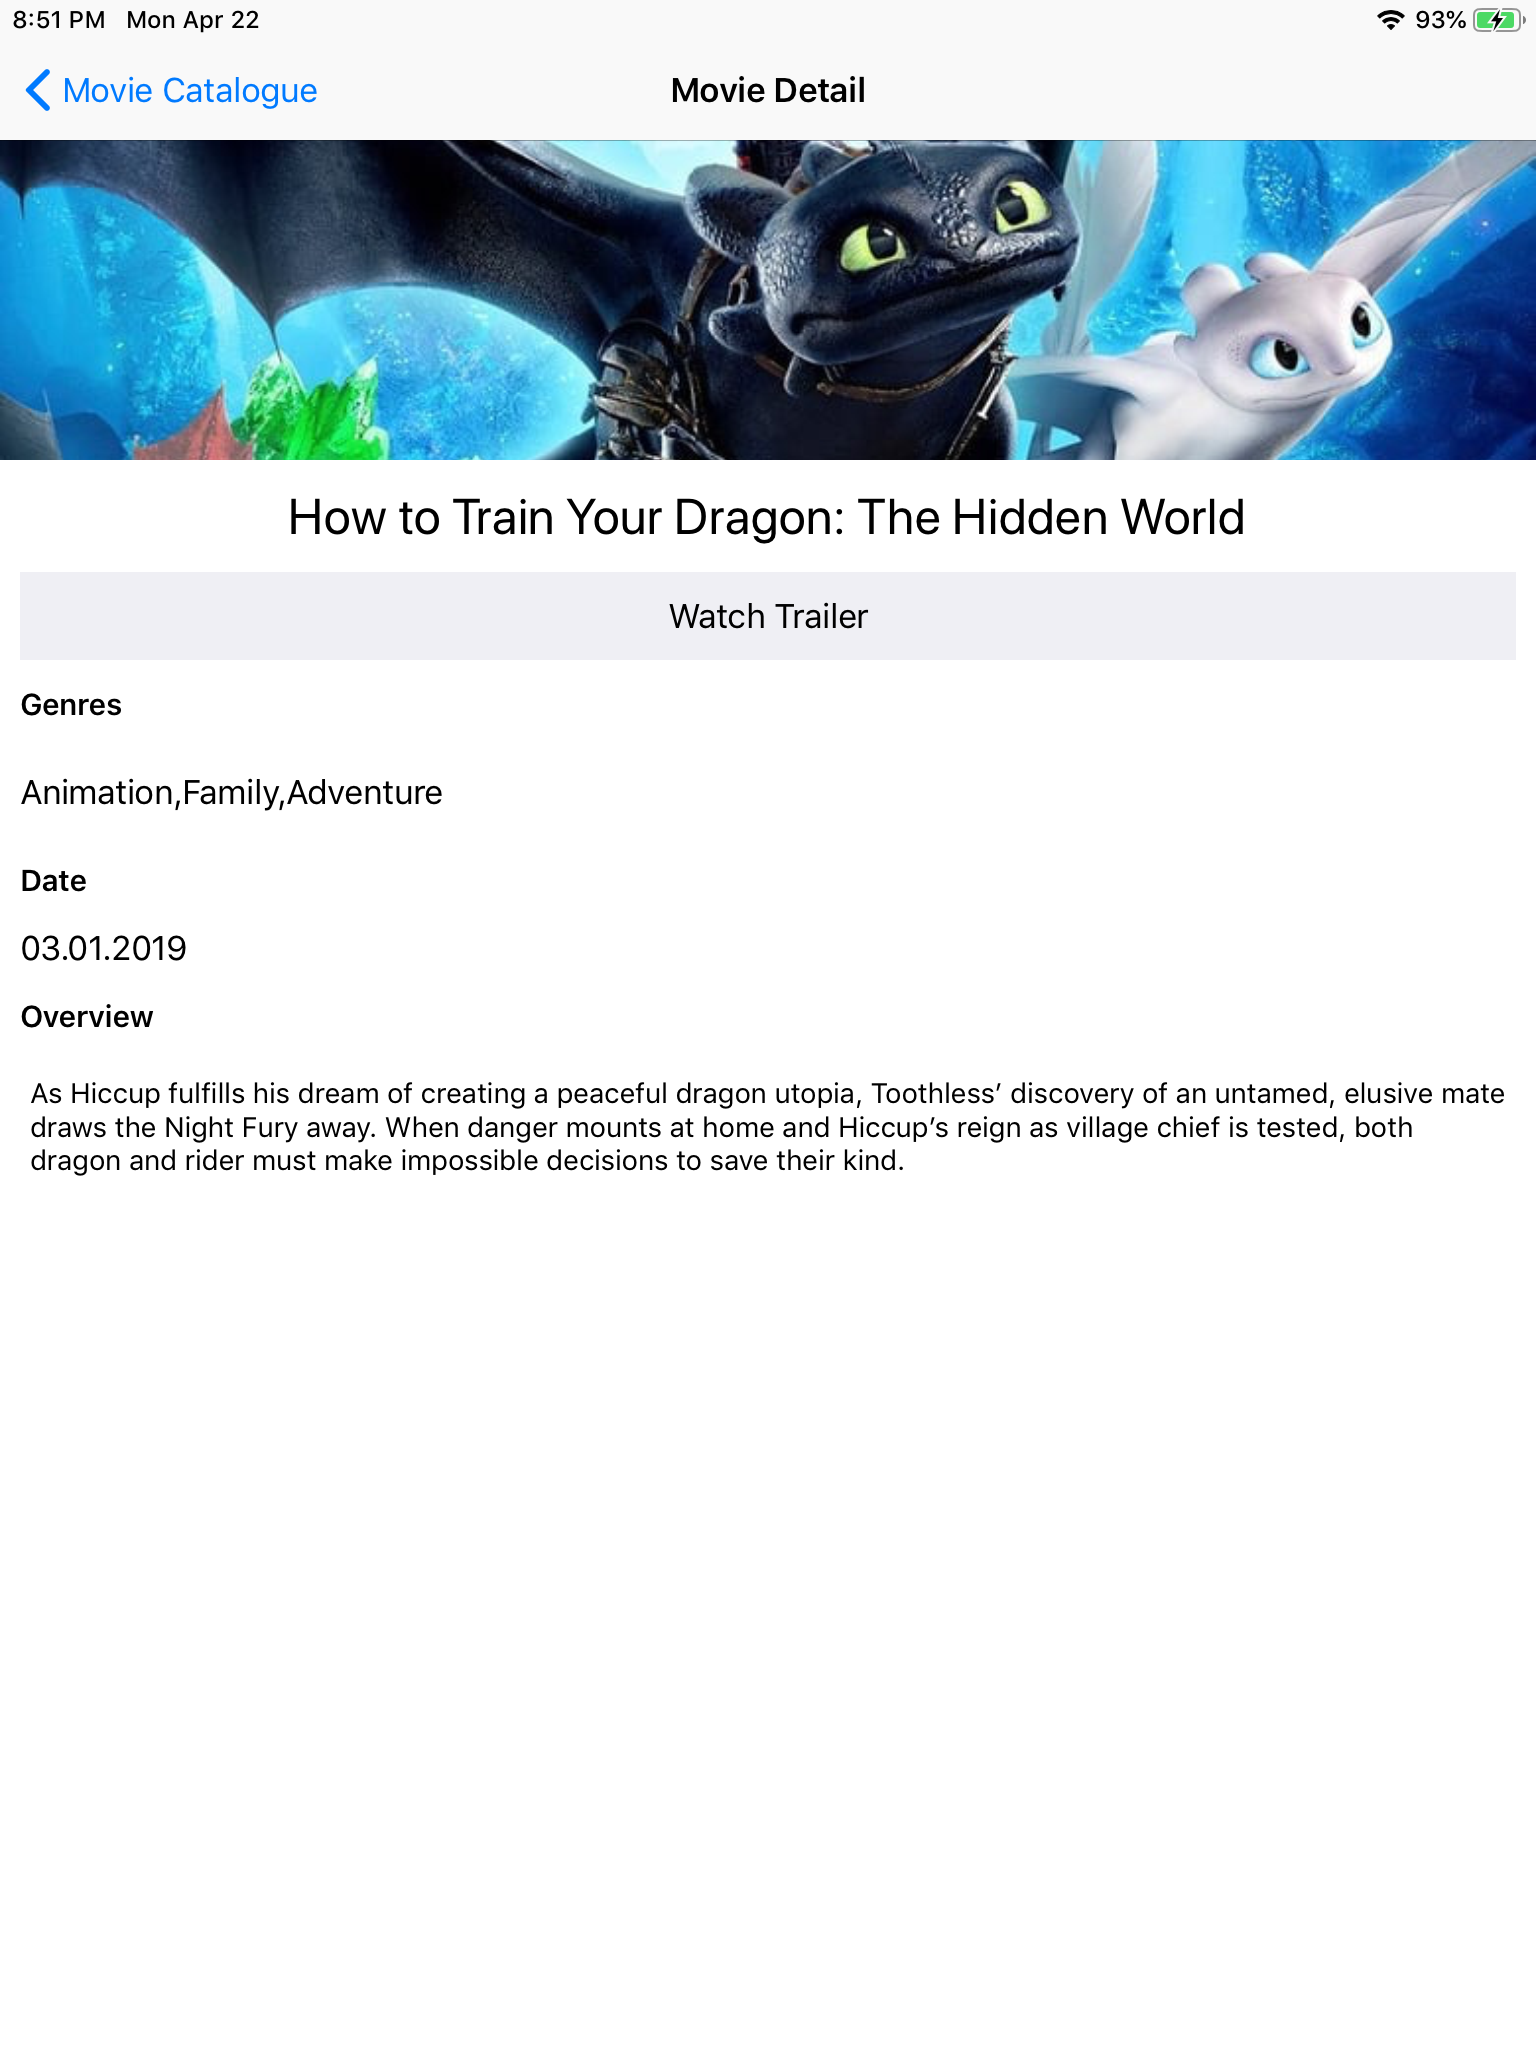 8:51 PM Mon Apr 22 93%
Movie Catalogue Movie Detail
How to Train Your Dragon: The Hidden World
Watch Trailer
Genres
Animation,Family,Adventure
Date
03.01.2019
Overview
As Hiccup fulfills his dream of creating a peaceful dragon utopia, Toothless’ discovery of an untamed, elusive mate
draws the Night Fury away. When danger mounts at home and Hiccup’s reign as village chief is tested, both
dragon and rider must make impossible decisions to save their kind.